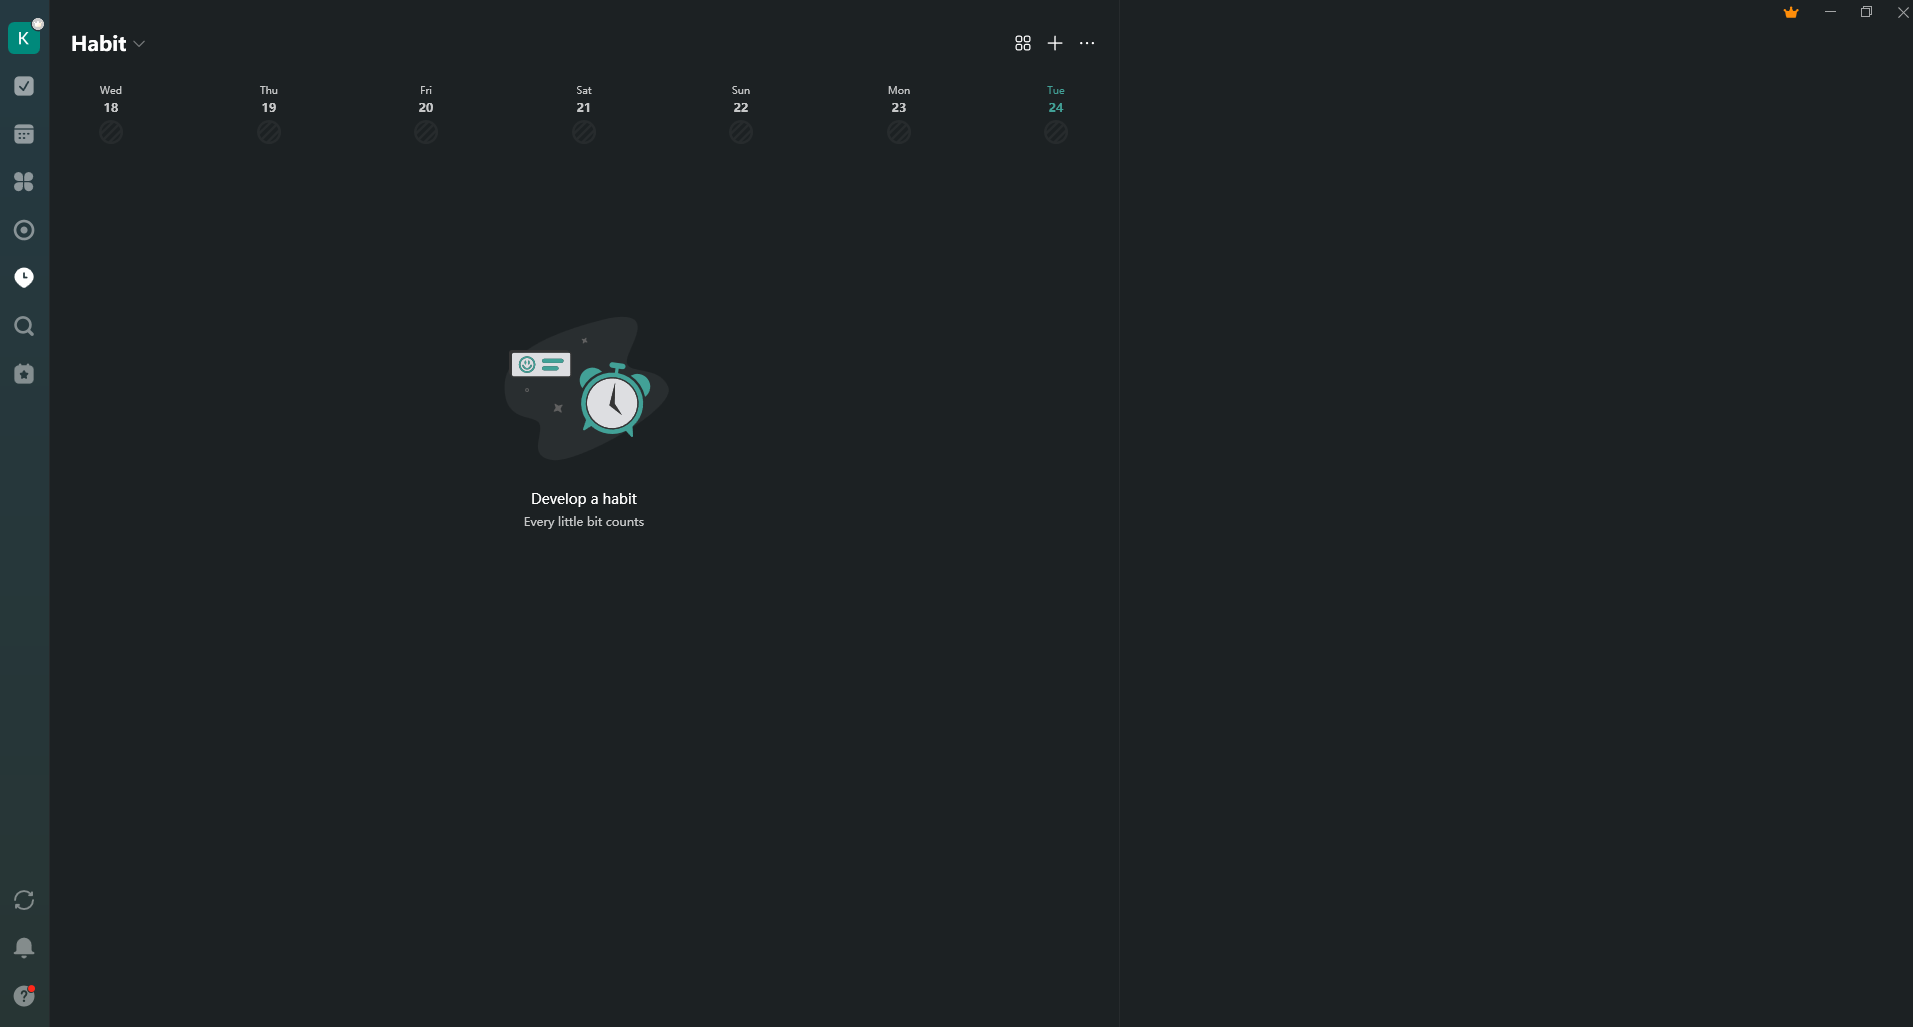 K
Habit
Wed Thu Fri Sat Sun Mon Tue
18 19 20 21 22 23 24
Develop a habit
Every little bit counts
?